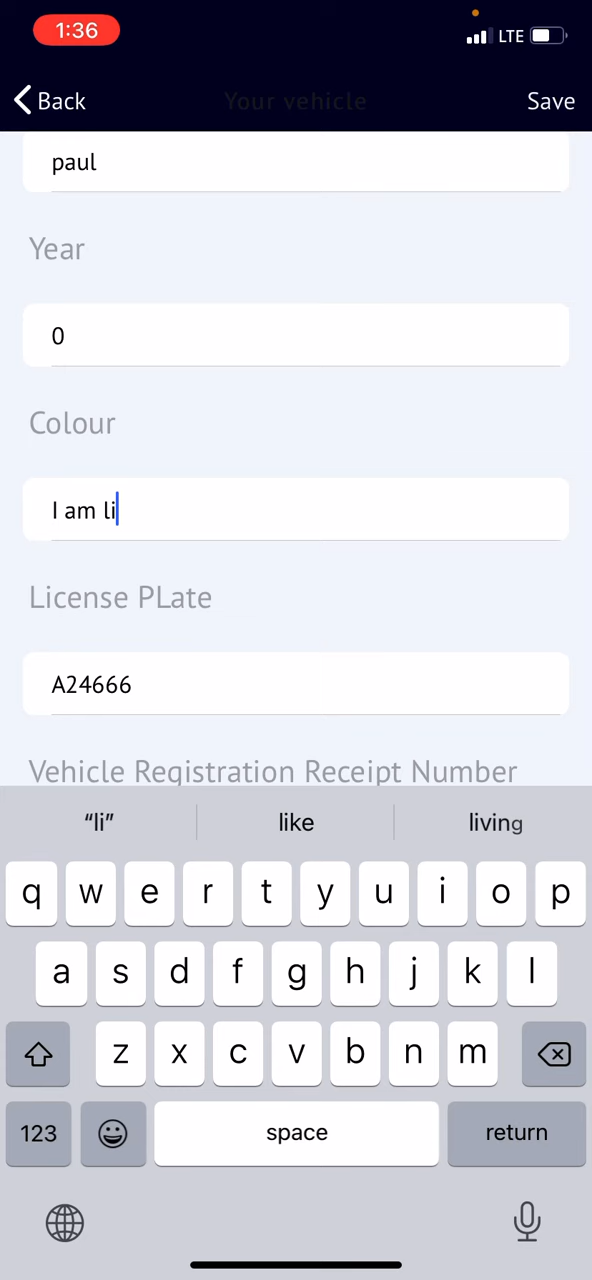 1:36
LTE
Back
Your vehicle
Save
paul
Year
0
Colour
I am li
License PLate
A24666
Vehicle Registration Receipt Number
“li” like living
q w e r t y u i o p
a s d f g h j k l
z x c v b n m
123 space return